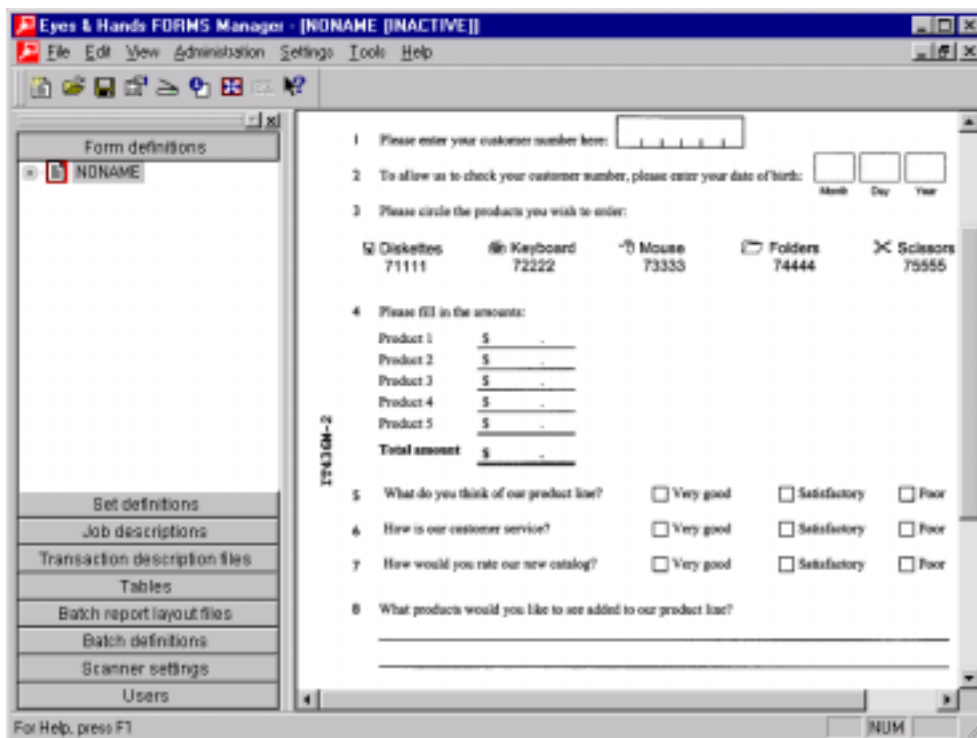 Eyes & Hands FORMS Manager - [NONAME [INACTIVE]]
File Edit View Administration Settings Tools Help
Form definitions
NONAME
Set definitions
Job descriptions
Transaction description files
Tables
Batch report layout files
Batch definitions
Scanner settings
Users
1 Please enter your customer number here:
2 To allow us to check your customer number, please enter your date of birth:
Month Day Year
3 Please circle the products you wish to order:
Diskettes Keyboard Mouse Folders Scissors
71111 72222 73333 74444 75555
4 Please fill in the amounts:
Product 1 $ .
Product 2 $ .
Product 3 $ .
Product 4 $ .
Product 5 $ .
Total amount $ .
IT436M-2
5 What do you think of our product line? Very good Satisfactory Poor
6 How is our customer service? Very good Satisfactory Poor
7 How would you rate our new catalog? Very good Satisfactory Poor
8 What products would you like to see added to our product line?
For Help, press F1 NUM